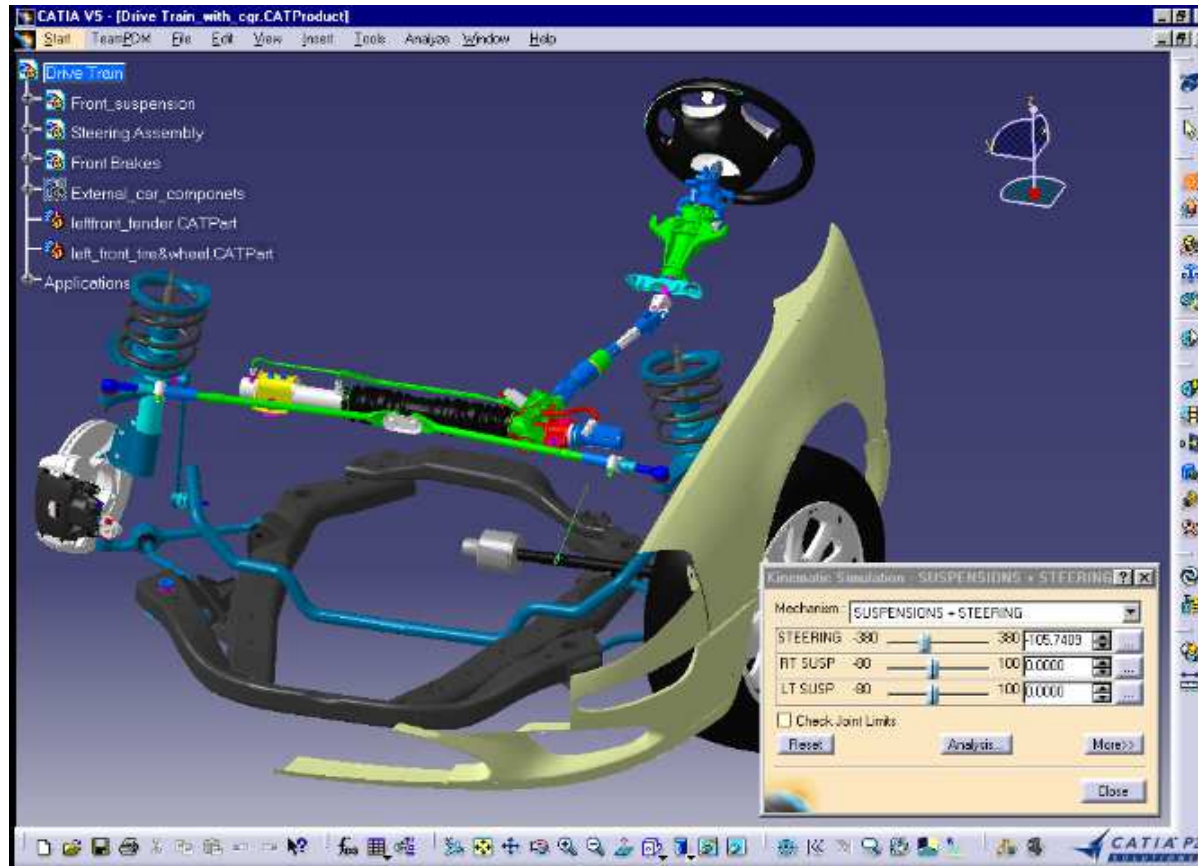 CATIA V5 - [Drive Train_with_cgr.CATProduct]
Start TeamPDM File Edit View Insert Tools Analyze Window Help
Drive Train
Front_suspension
Steering Assembly
Front Brakes
External_car_componets
leftfront_fender.CATPart
left_front_tire&wheel.CATPart
Applications
z
Kinematic Simulation - SUSPENSIONS + STEERING
Mechanism : SUSPENSIONS + STEERING
STEERING -380 380 -105.7409 ...
RT SUSP -80 100 0.0000 ...
LT SUSP -80 100 0.0000 ...
Check Joint Limits
Reset Analysis... More>>
Close
CATIA P